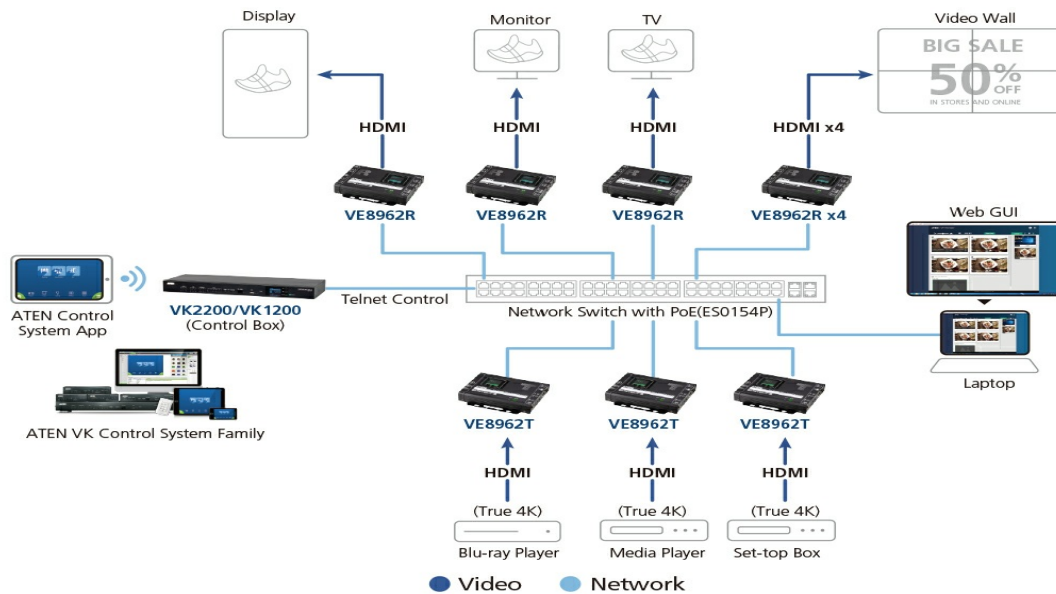 Display
Monitor
TV
Video Wall
BIG SALE
50%
OFF
IN STORES AND ONLINE
HDMI
HDMI
HDMI
HDMI x4
VE8962R
VE8962R
VE8962R
VE8962R x4
Web GUI
ATEN Control
System App
VK2200/VK1200
(Control Box)
Telnet Control
Network Switch with PoE(ES0154P)
Laptop
ATEN VK Control System Family
VE8962T
VE8962T
VE8962T
HDMI
HDMI
HDMI
(True 4K)
(True 4K)
(True 4K)
Blu-ray Player
Media Player
Set-top Box
Video
Network